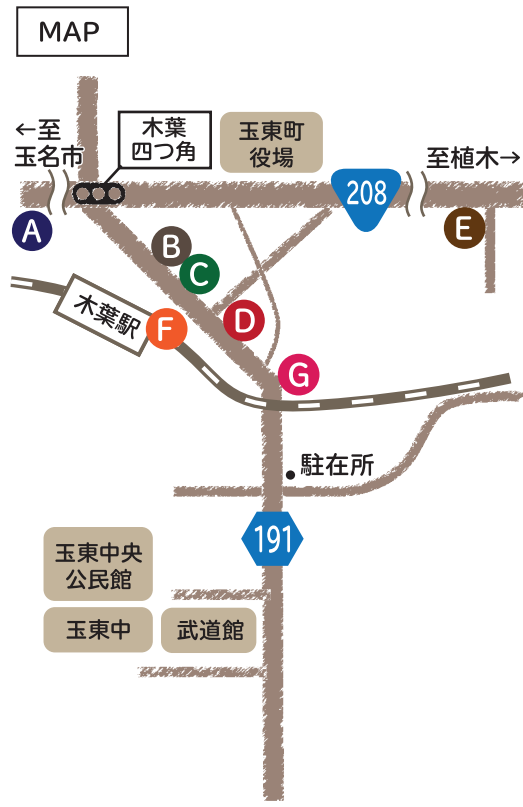 MAP
←至
玉名市
木葉
四つ角
玉東町
役場
208
至植木→
A
B
C
D
E
木葉駅
F
G
駐在所
191
玉東中央
公民館
玉東中
武道館